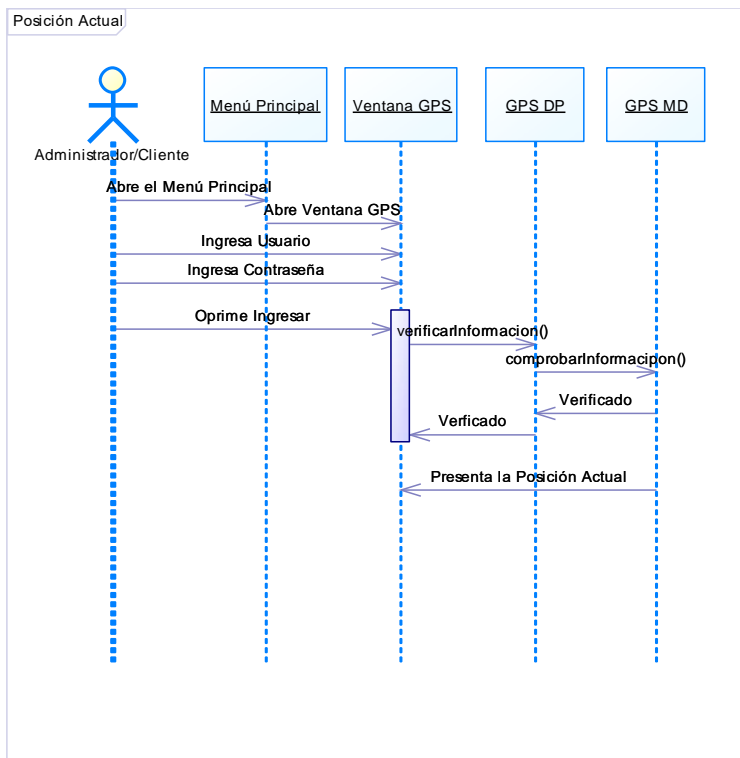 Posición Actual
Menú Principal
Ventana GPS
GPS DP
GPS MD
Administrador/Cliente
Abre el Menú Principal
Abre Ventana GPS
Ingresa Usuario
Ingresa Contraseña
Oprime Ingresar
verificarInformacion()
comprobarInformacipon()
Verificado
Verficado
Presenta la Posición Actual